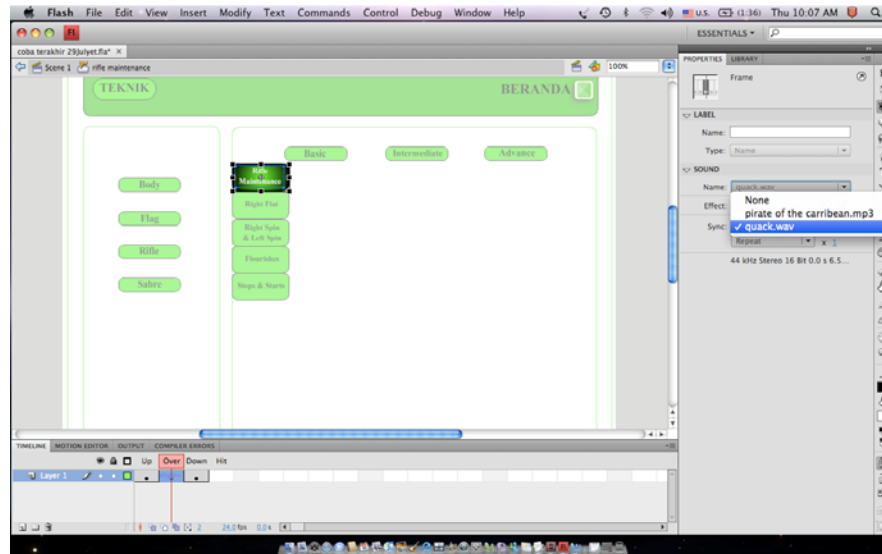 Flash File Edit View Insert Modify Text Commands Control Debug Window Help U.S. (1:36) Thu 10:07 AM
ESSENTIALS
coba terakhir 29Julyet.fla*
Scene 1 rifle maintenance 100%
PROPERTIES LIBRARY
Frame
TEKNIK
BERANDA
LABEL
Name:
Type: Name
Basic Intermediate Advance
Rifle
Maintenance
Body
Right Flat
Flag
Right Spin
& Left Spin
Rifle
Flourishes
Sabre
Stops & Starts
SOUND
Name: quack.wav
Effect:
None
pirate of the carribean.mp3
Sync: quack.wav
Repeat x 1
44 kHz Stereo 16 Bit 0.0 s 6.5...
TIMELINE MOTION EDITOR OUTPUT COMPILER ERRORS
Up Over Down Hit
Layer 1
2 24.0 fps 0.0 s